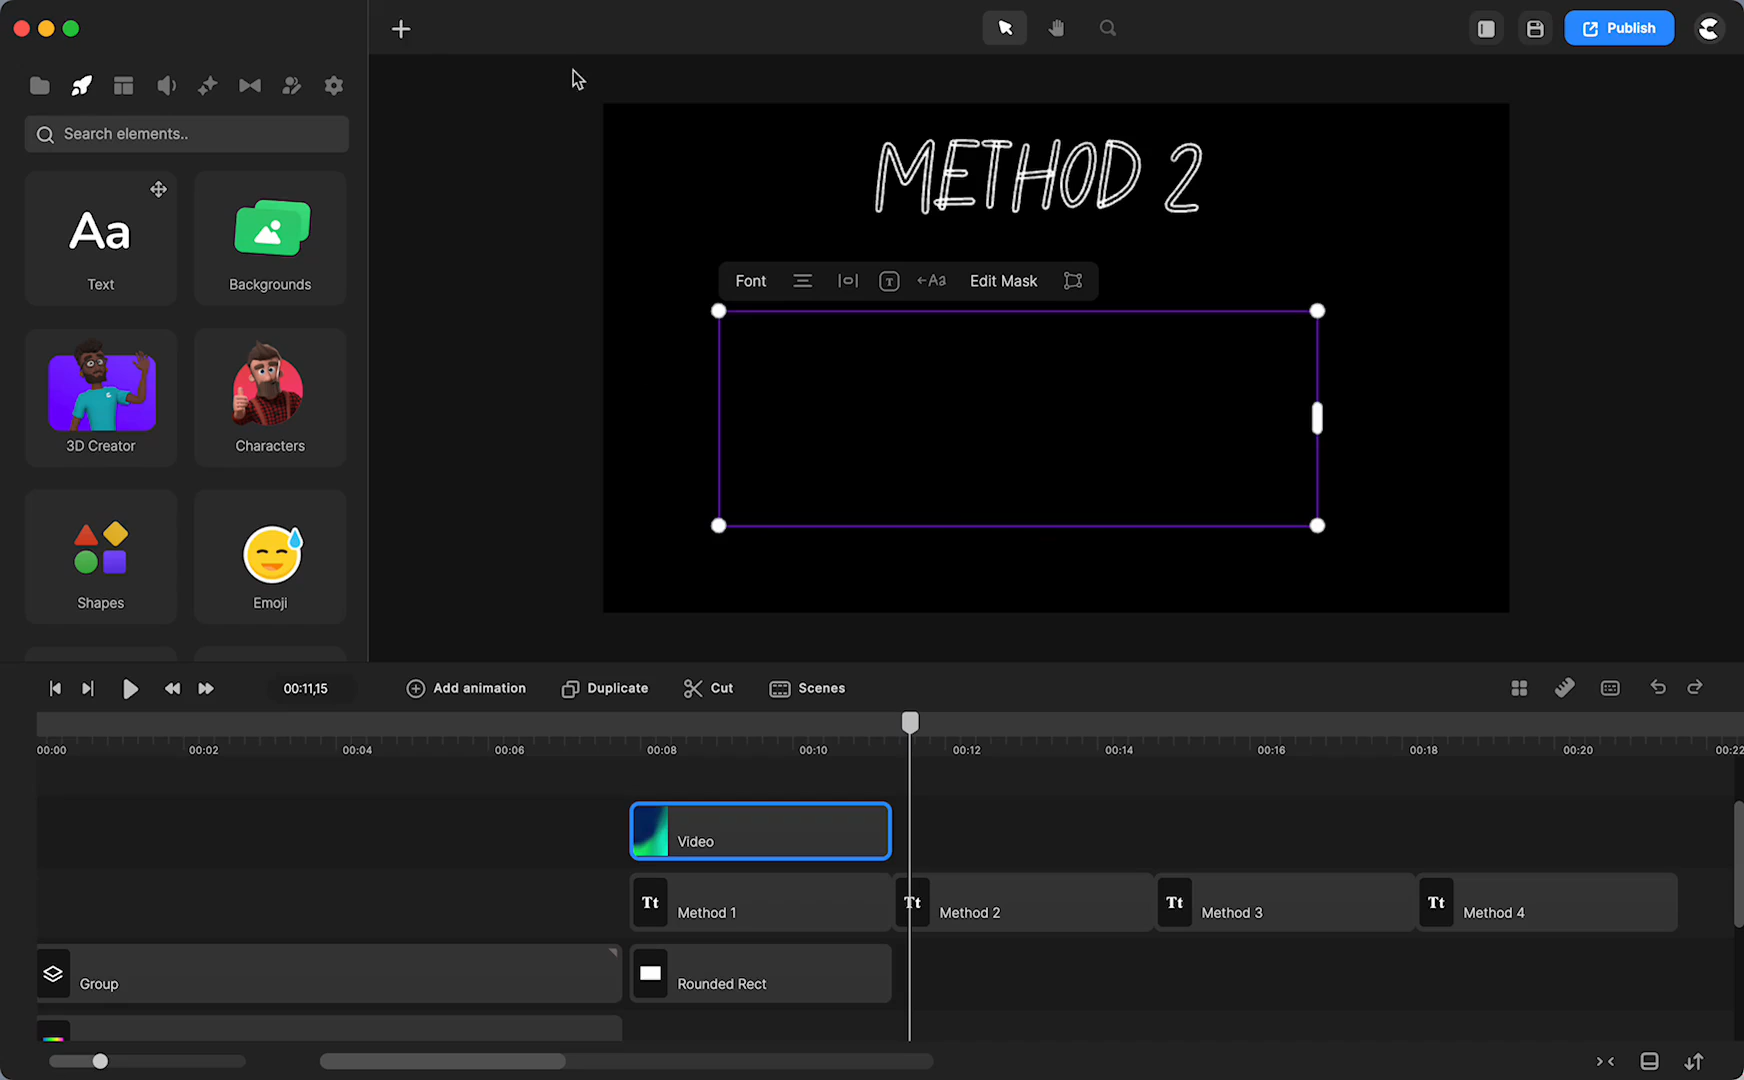 Publish
Search elements..
METHOD 2
Aa
Text
Backgrounds
Font
T
Aa
Edit Mask
3D Creator
Characters
Shapes
Emoji
00:11,15
Add animation
Duplicate
Cut
Scenes
00:00
00:02
00:04
00:06
00:08
00:10
00:12
00:14
00:16
00:18
00:20
00:22
Video
Tt
Method 1
Tt
Method 2
Tt
Method 3
Tt
Method 4
Group
Rounded Rect